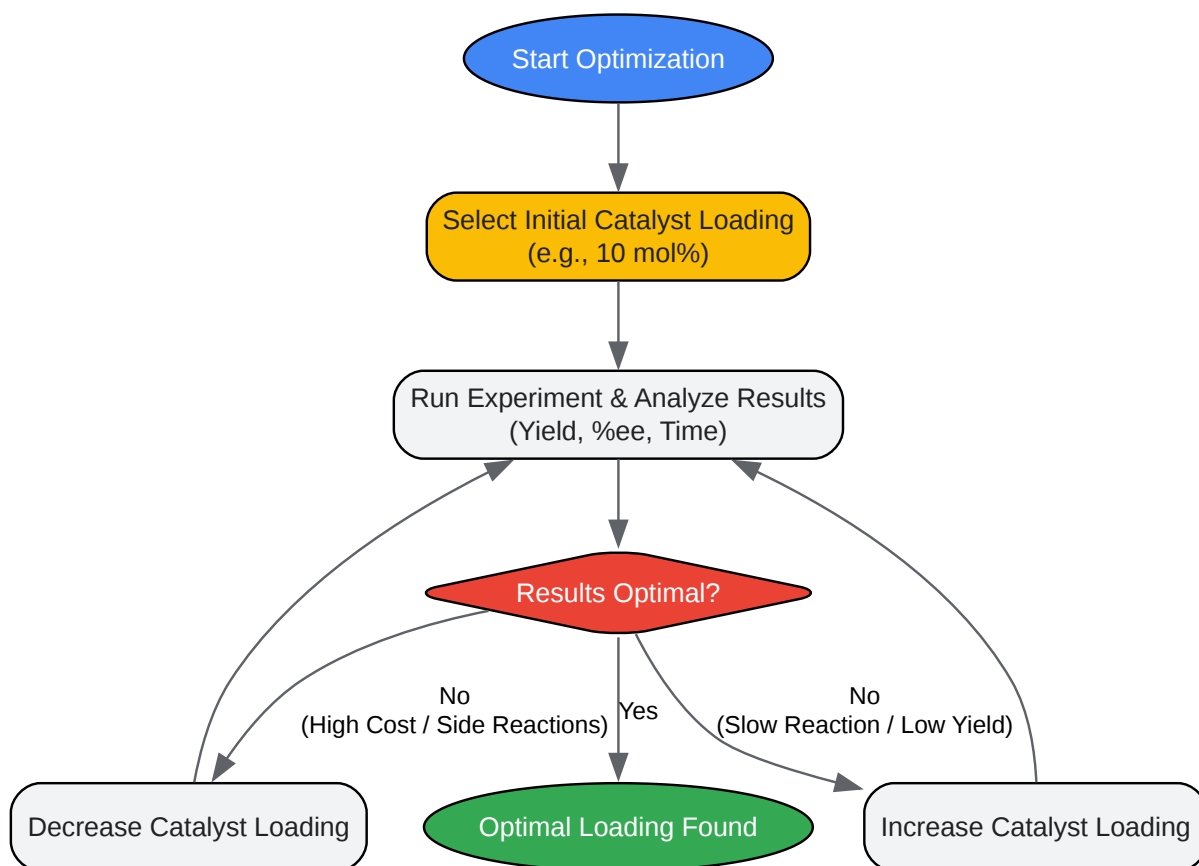 Start Optimization
Select Initial Catalyst Loading
(e.g., 10 mol%)
Run Experiment & Analyze Results
(Yield, %ee, Time)
Results Optimal?
No
(High Cost / Side Reactions)
Yes
No
(Slow Reaction / Low Yield)
Decrease Catalyst Loading
Optimal Loading Found
Increase Catalyst Loading